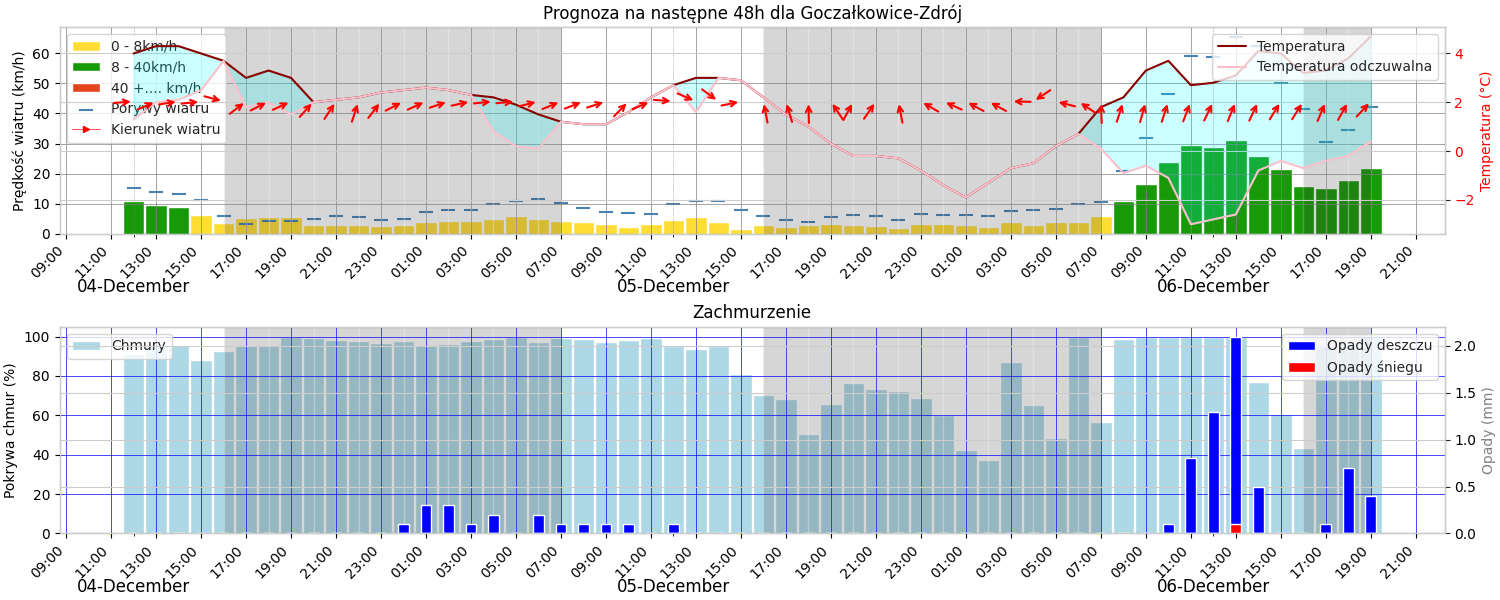 Prognoza na następne 48h dla Goczałkowice-Zdrój
Prędkość wiatru (km/h)
60
50
40
30
20
10
0
0 - 8km/h
8 - 40km/h
40 +.... km/h
Porywy wiatru
Kierunek wiatru
Temperatura
Temperatura odczuwalna
4
2
0
−2
Temperatura (°C)
09:00 11:00 13:00 15:00 17:00 19:00 21:00 23:00 01:00 03:00 05:00 07:00 09:00 11:00 13:00 15:00 17:00 19:00 21:00 23:00 01:00 03:00 05:00 07:00 09:00 11:00 13:00 15:00 17:00 19:00 21:00
04-December 05-December 06-December
Zachmurzenie
Pokrywa chmur (%)
100
80
60
40
20
0
Chmury
Opady deszczu
Opady śniegu
2.0
1.5
1.0
0.5
0.0
Opady (mm)
09:00 11:00 13:00 15:00 17:00 19:00 21:00 23:00 01:00 03:00 05:00 07:00 09:00 11:00 13:00 15:00 17:00 19:00 21:00 23:00 01:00 03:00 05:00 07:00 09:00 11:00 13:00 15:00 17:00 19:00 21:00
04-December 05-December 06-December